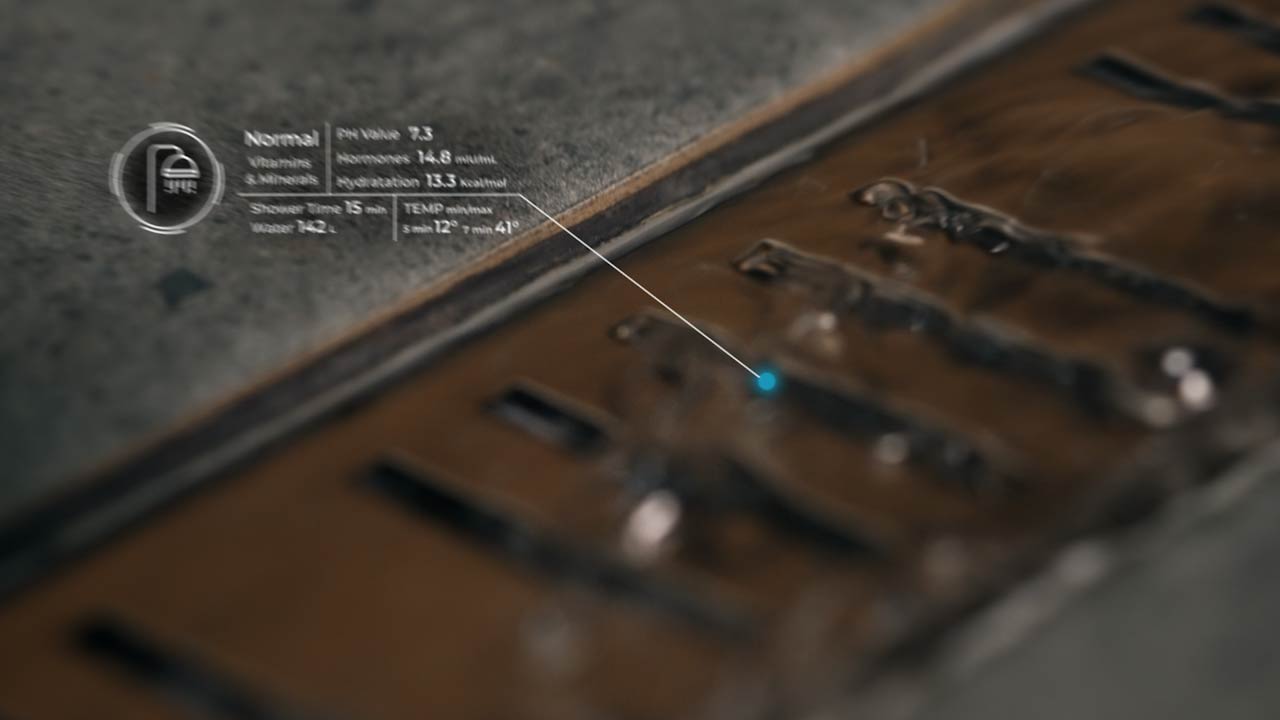 Normal
Vitamins
& Minerals
PH Value 7.3
Hormones 14.8 mIU/mL
Hydratation 13.3 kcal/mol
Shower Time 15 min
Water 142 L
TEMP min/max
5 min 12° 7 min 41°